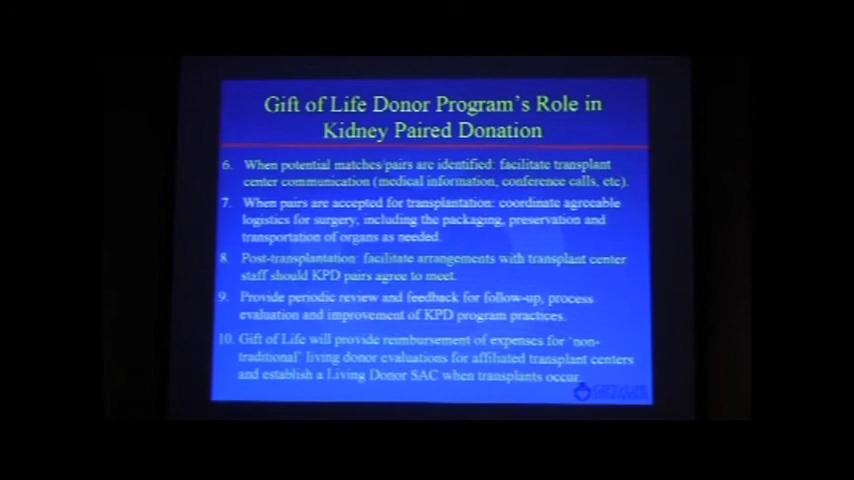 Gift of Life Donor Program's Role in
Kidney Paired Donation
6. When potential matches/pairs are identified: facilitate transplant
center communication (medical information, conference calls, etc).
7. When pairs are accepted for transplantation: coordinate agreeable
logistics for surgery, including the packaging, preservation and
transportation of organs as needed.
8. Post-transplantation: facilitate arrangements with transplant center
staff should KPD pairs agree to meet.
9. Provide periodic review and feedback for follow-up, process
evaluation and improvement of KPD program practices.
10. Gift of Life will provide reimbursement of expenses for 'non-
traditional' living donor evaluations for affiliated transplant centers
and establish a Living Donor SAC when transplants occur.
GIFT of LIFE